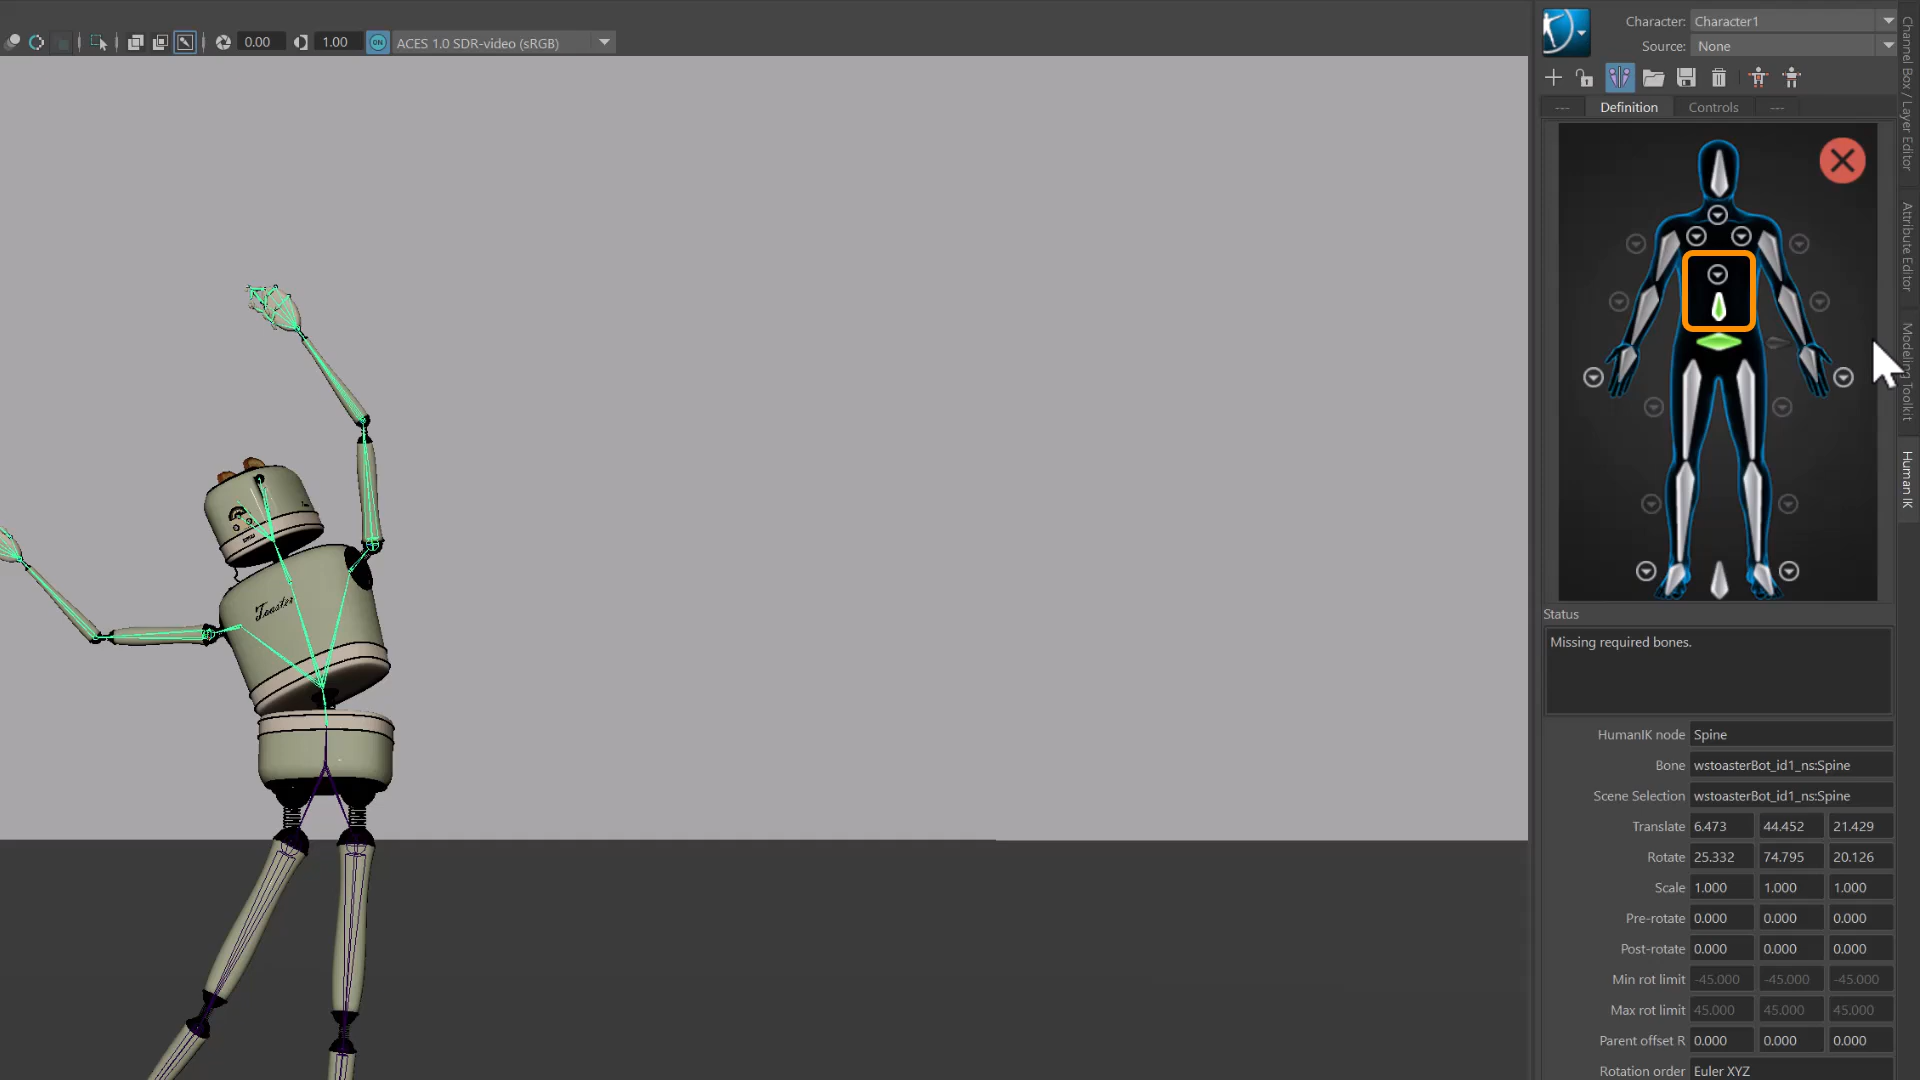 Character: Character1
Source: None
0.00 1.00 ON ACES 1.0 SDR-video (sRGB)
--- Definition Controls ---
Channel Box / Layer Editor
Attribute Editor
Modeling Toolkit
Human IK
Toaster
Status
Missing required bones.
HumanIK node Spine
Bone wstoasterBot_id1_ns:Spine
Scene Selection wstoasterBot_id1_ns:Spine
Translate 6.473 44.452 21.429
Rotate 25.332 74.795 20.126
Scale 1.000 1.000 1.000
Pre-rotate 0.000 0.000 0.000
Post-rotate 0.000 0.000 0.000
Min rot limit -45.000 -45.000 -45.000
Max rot limit 45.000 45.000 45.000
Parent offset R 0.000 0.000 0.000
Rotation order Euler XYZ